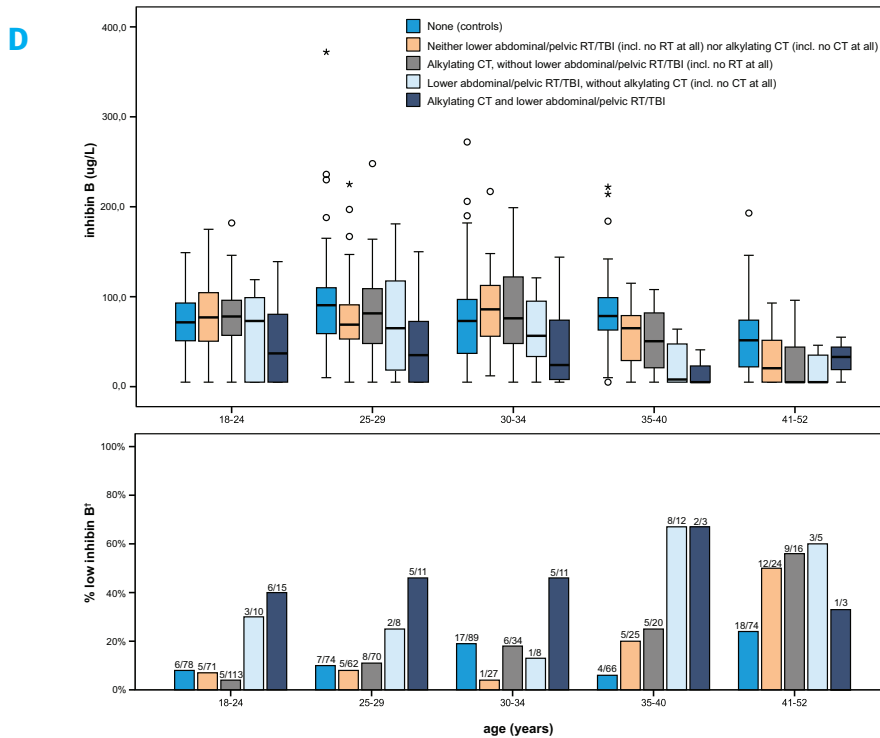 D
None (controls)
Neither lower abdominal/pelvic RT/TBI (incl. no RT at all) nor alkylating CT (incl. no CT at all)
Alkylating CT, without lower abdominal/pelvic RT/TBI (incl. no RT at all)
Lower abdominal/pelvic RT/TBI, without alkylating CT (incl. no CT at all)
Alkylating CT and lower abdominal/pelvic RT/TBI
inhibin B (ug/L)
400,0
300,0
200,0
100,0
0,0
18-24 25-29 30-34 35-40 41-52
% low inhibin B†
100%
80%
60%
40%
20%
0%
6/78 5/71 5/113 3/10 6/15
7/74 5/62 8/70 2/8 5/11
17/89 1/27 6/34 1/8 5/11
4/66 5/25 5/20 8/12 2/3
18/74 12/24 9/16 3/5 1/3
18-24 25-29 30-34 35-40 41-52
age (years)